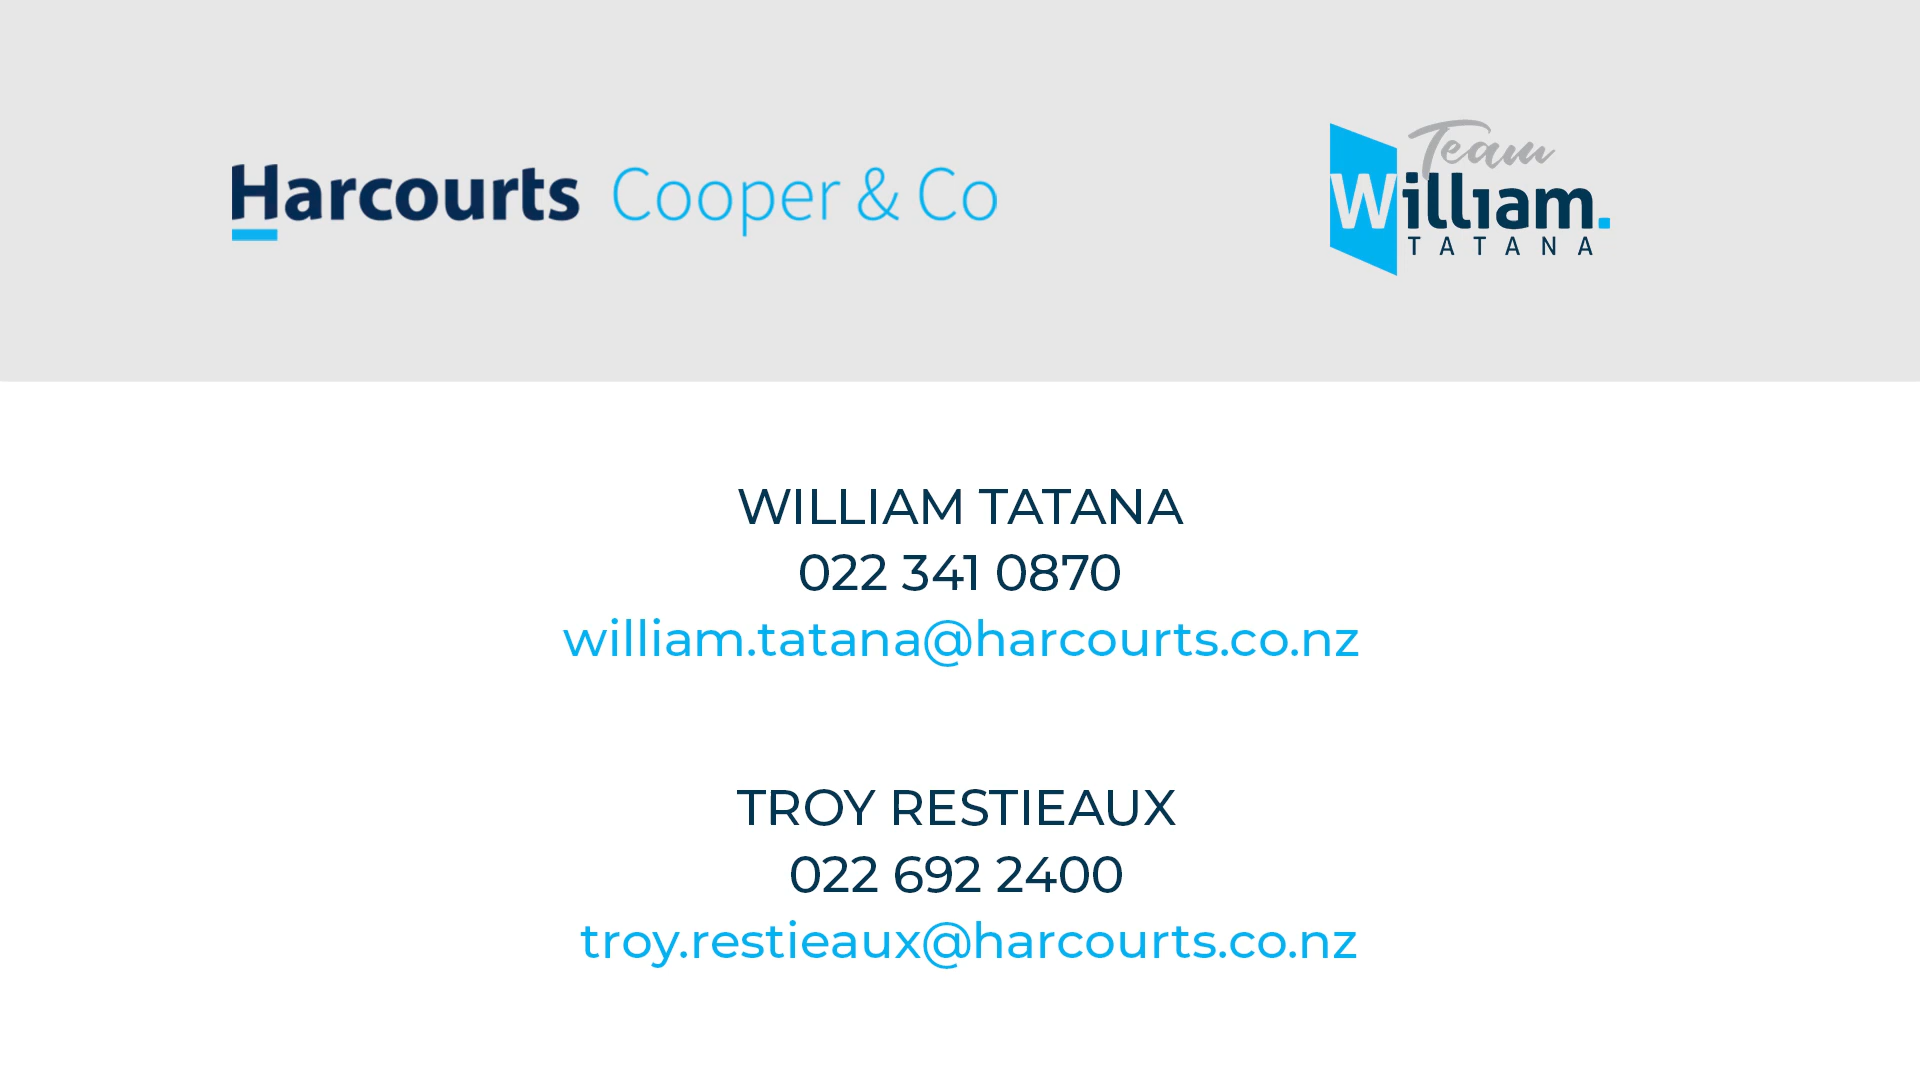 Harcourts Cooper & Co
Team
William.
TATANA
WILLIAM TATANA
022 341 0870
william.tatana@harcourts.co.nz
TROY RESTIEAUX
022 692 2400
troy.restieaux@harcourts.co.nz